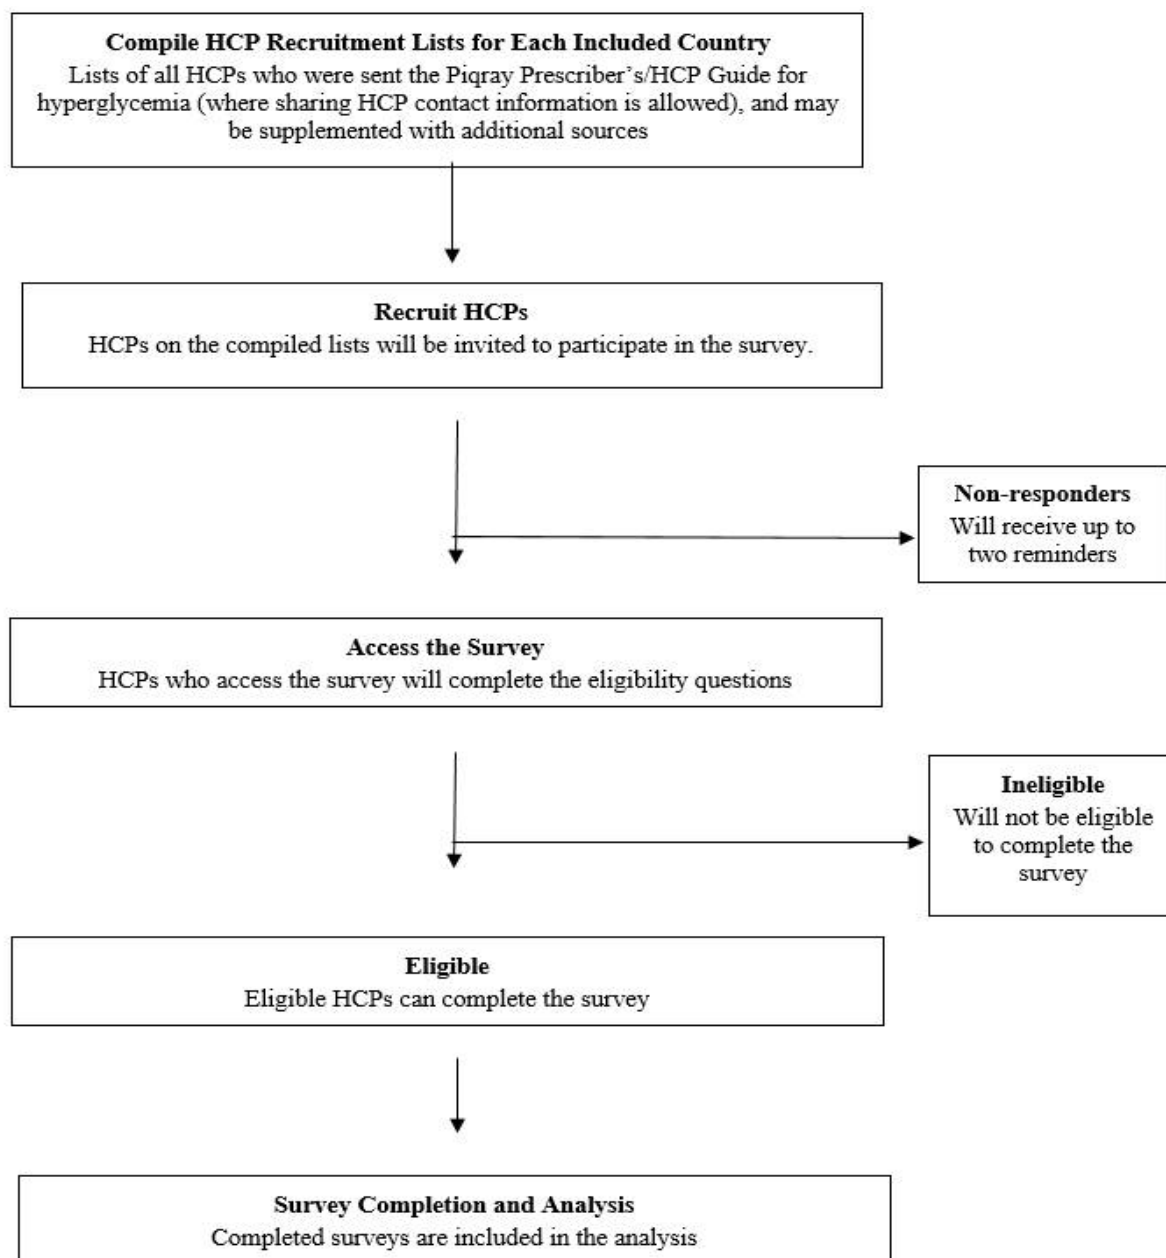 Compile HCP Recruitment Lists for Each Included Country
Lists of all HCPs who were sent the Piqray Prescriber’s/HCP Guide for
hyperglycemia (where sharing HCP contact information is allowed), and may
be supplemented with additional sources
Recruit HCPs
HCPs on the compiled lists will be invited to participate in the survey.
Non-responders
Will receive up to
two reminders
Access the Survey
HCPs who access the survey will complete the eligibility questions
Ineligible
Will not be eligible
to complete the
survey
Eligible
Eligible HCPs can complete the survey
Survey Completion and Analysis
Completed surveys are included in the analysis